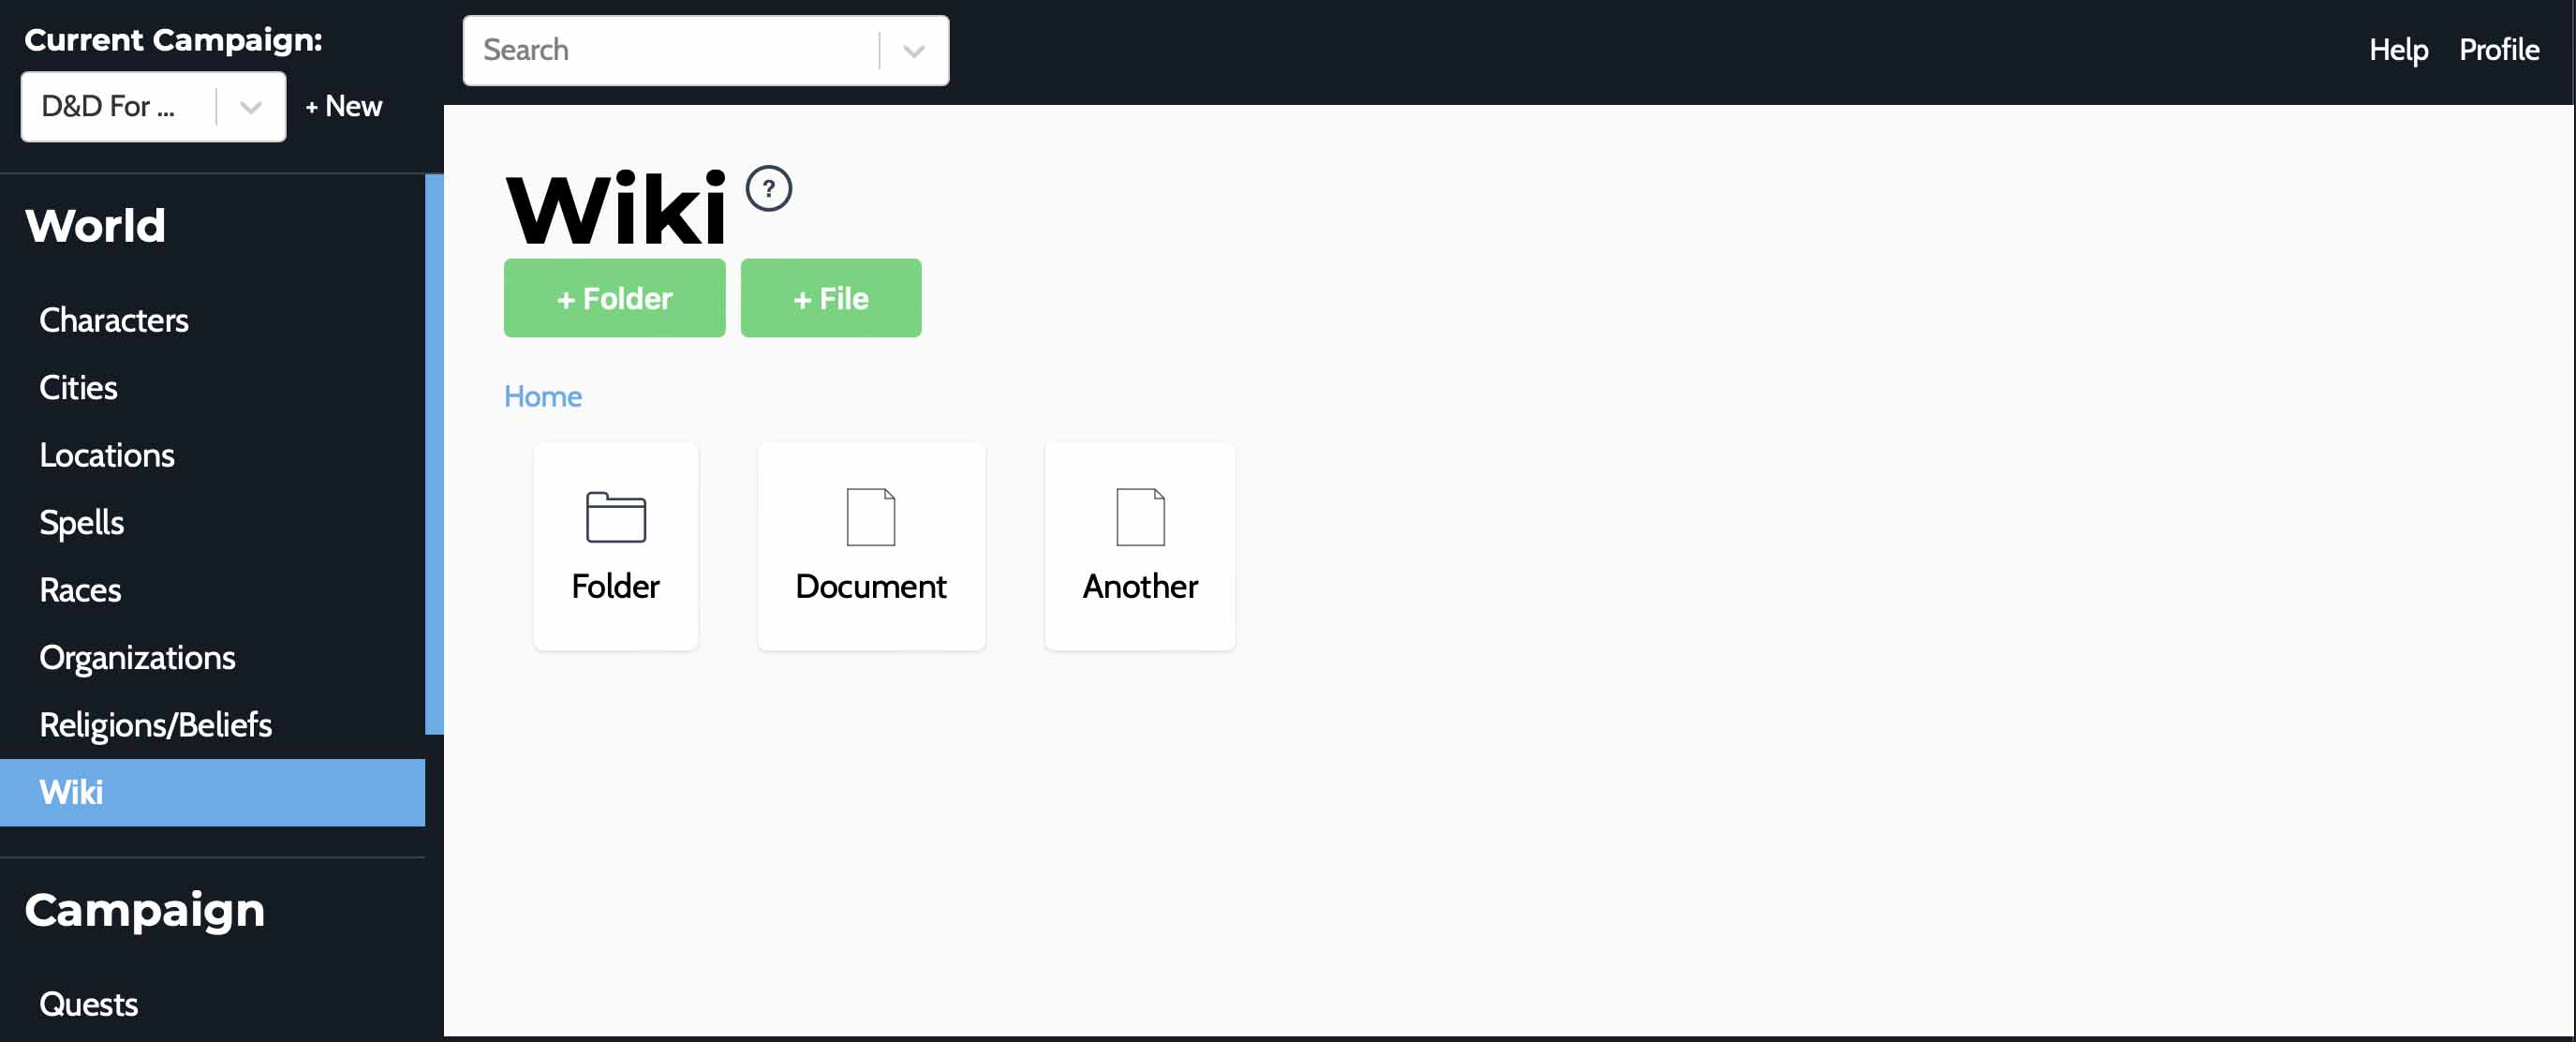 Current Campaign:
D&D For ...
+ New
Search
Help
Profile
World
Characters
Cities
Locations
Spells
Races
Organizations
Religions/Beliefs
Wiki
Campaign
Quests
Wiki ?
+ Folder
+ File
Home
Folder
Document
Another